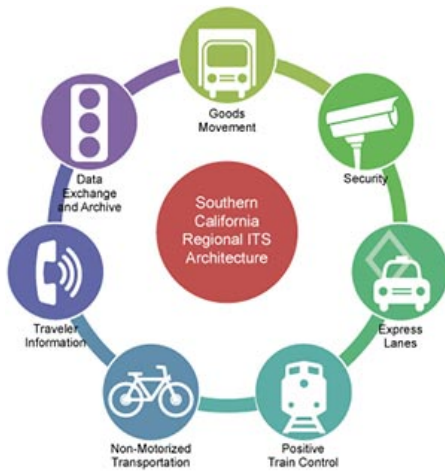 Goods
Movement
Security
Express
Lanes
Positive
Train Control
Non-Motorized
Transportation
Traveler
Information
Data
Exchange
and Archive
Southern
California
Regional ITS
Architecture